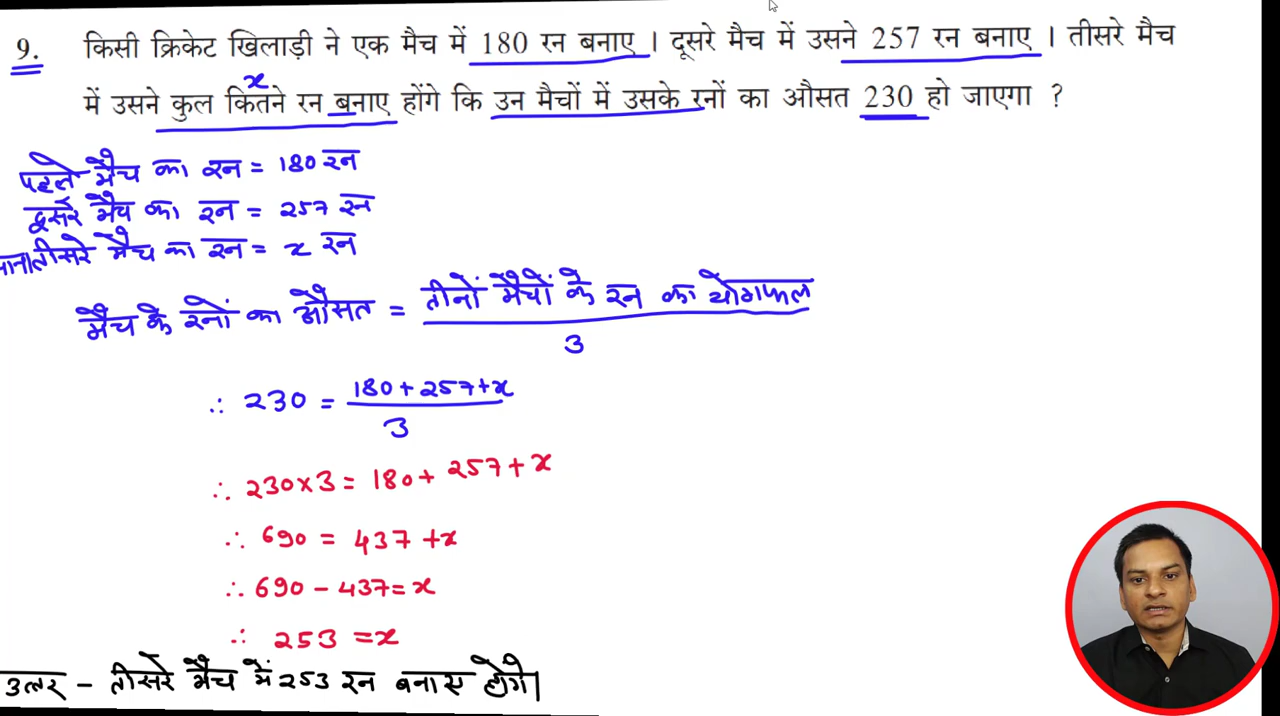 9. किसी क्रिकेट खिलाड़ी ने एक मैच में 180 रन बनाए । दूसरे मैच में उसने 257 रन बनाए । तीसरे मैच
x
में उसने कुल कितने रन बनाए होंगे कि उन मैचों में उसके रनों का औसत 230 हो जाएगा ?
पहले मैच का रन = 180 रन
दूसरे मैच का रन = 257 रन
माना तीसरे मैच का रन = x रन
मैच के रनों का औसत = तीनों मैचों के रन का योगफल
3
∴ 230 = 180 + 257 + x
3
∴ 230 × 3 = 180 + 257 + x
∴ 690 = 437 + x
∴ 690 - 437 = x
∴ 253 = x
उत्तर - तीसरे मैच में 253 रन बनाए होंगे।